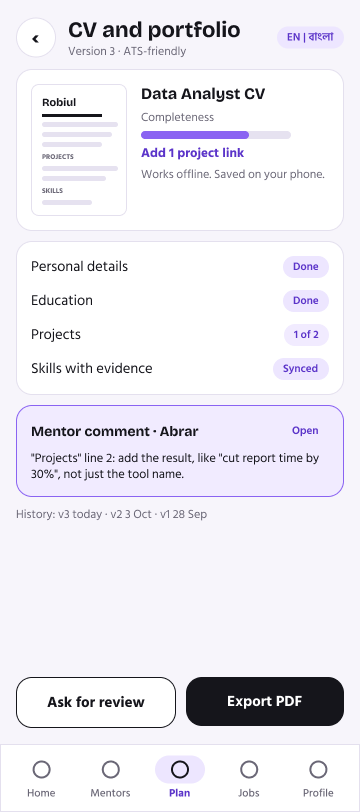 CV and portfolio
Version 3 · ATS-friendly
EN | বাংলা
Robiul
PROJECTS
SKILLS
Data Analyst CV
Completeness
Add 1 project link
Works offline. Saved on your phone.
Personal details
Done
Education
Done
Projects
1 of 2
Skills with evidence
Synced
Mentor comment · Abrar
Open
"Projects" line 2: add the result, like "cut report time by
30%", not just the tool name.
History: v3 today · v2 3 Oct · v1 28 Sep
Ask for review
Export PDF
Home
Mentors
Plan
Jobs
Profile